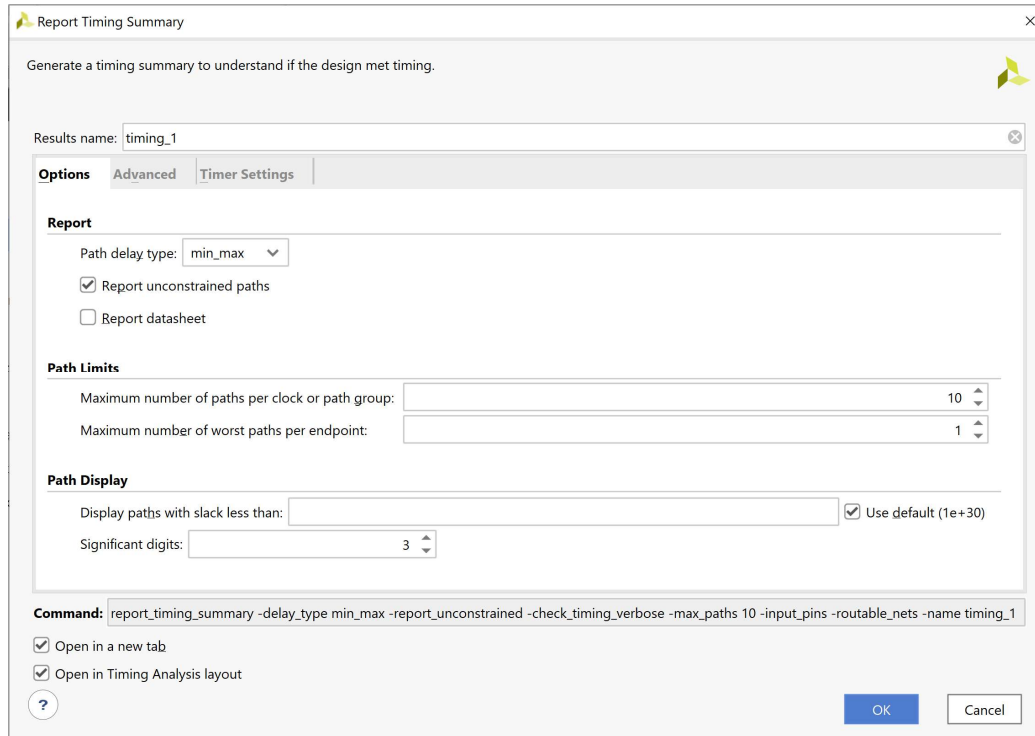 Report Timing Summary
Generate a timing summary to understand if the design met timing.
Results name: timing_1
Options Advanced Timer Settings
Report
Path delay type: min_max
Report unconstrained paths
Report datasheet
Path Limits
Maximum number of paths per clock or path group: 10
Maximum number of worst paths per endpoint: 1
Path Display
Display paths with slack less than: Use default (1e+30)
Significant digits: 3
Command: report_timing_summary -delay_type min_max -report_unconstrained -check_timing_verbose -max_paths 10 -input_pins -routable_nets -name timing_1
Open in a new tab
Open in Timing Analysis layout
? OK Cancel